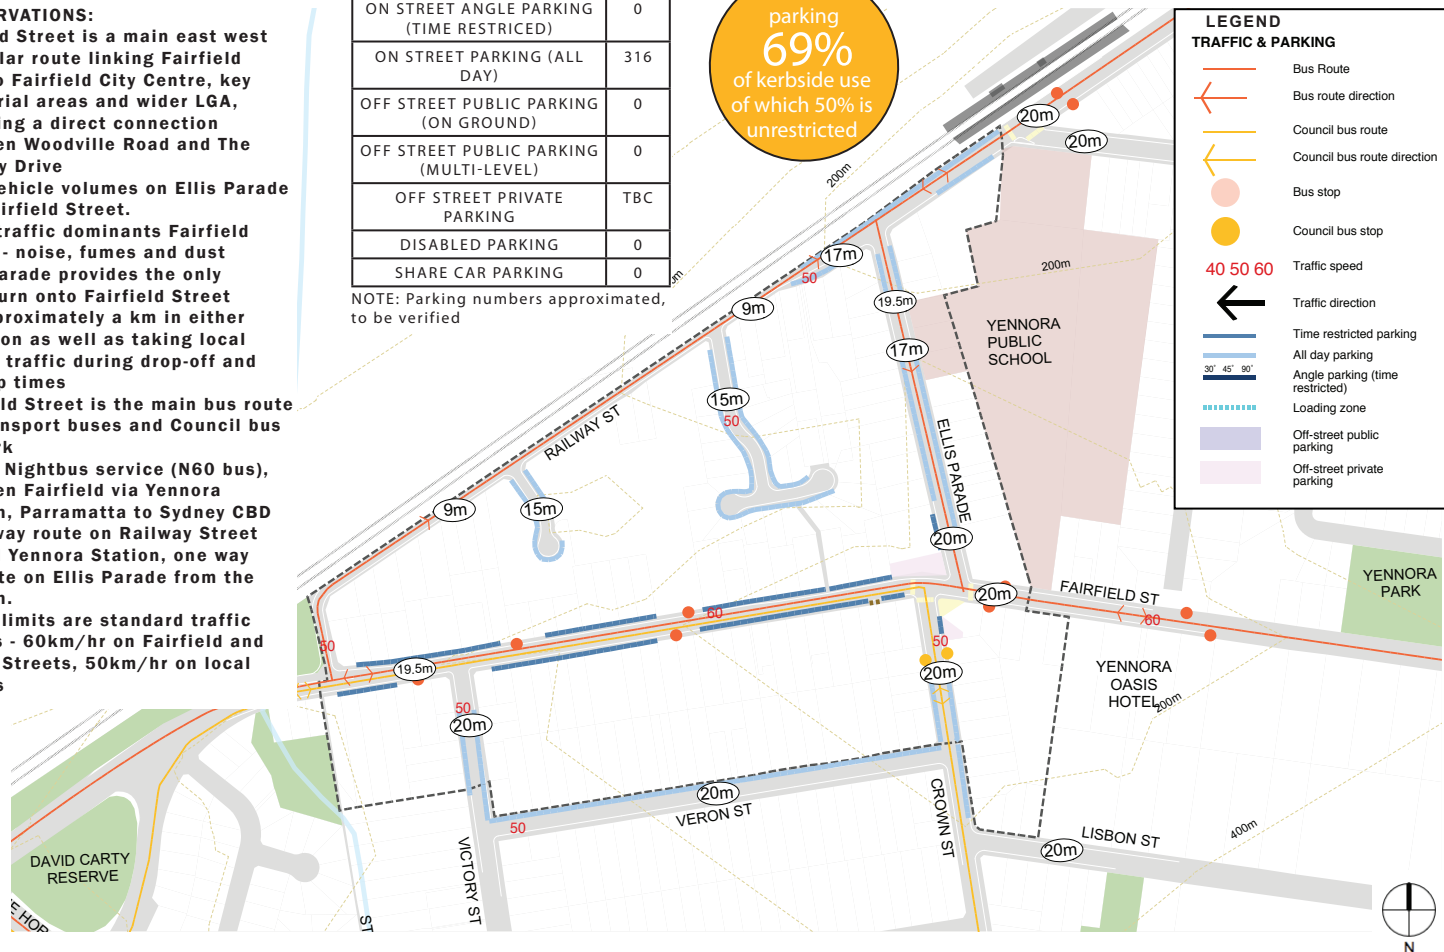 RVATIONS:
d Street is a main east west
lar route linking Fairfield
o Fairfield City Centre, key
rial areas and wider LGA,
ing a direct connection
en Woodville Road and The
y Drive
ehicle volumes on Ellis Parade
airfield Street.
traffic dominants Fairfield
- noise, fumes and dust
arade provides the only
urn onto Fairfield Street
proximately a km in either
on as well as taking local
traffic during drop-off and
p times
ld Street is the main bus route
nsport buses and Council bus
rk
Nightbus service (N60 bus),
en Fairfield via Yennora
n, Parramatta to Sydney CBD
way route on Railway Street
Yennora Station, one way
te on Ellis Parade from the
n.
limits are standard traffic
s - 60km/hr on Fairfield and
Streets, 50km/hr on local
s
ON STREET ANGLE PARKING (TIME RESTRICED) 0
ON STREET PARKING (ALL DAY) 316
OFF STREET PUBLIC PARKING (ON GROUND) 0
OFF STREET PUBLIC PARKING (MULTI-LEVEL) 0
OFF STREET PRIVATE PARKING TBC
DISABLED PARKING 0
SHARE CAR PARKING 0
NOTE: Parking numbers approximated,
to be verified
parking
69%
of kerbside use
of which 50% is
unrestricted
LEGEND
TRAFFIC & PARKING
Bus Route
Bus route direction
Council bus route
Council bus route direction
Bus stop
Council bus stop
40 50 60 Traffic speed
Traffic direction
Time restricted parking
All day parking
30° 45° 90° Angle parking (time
restricted)
Loading zone
Off-street public
parking
Off-street private
parking
20m
20m
200m
17m
50
200m
19.5m
9m
17m
YENNORA
PUBLIC
SCHOOL
15m
50
RAILWAY ST
ELLIS PARADE
9m
15m
20m
20m
FAIRFIELD ST
60
60
YENNORA
PARK
50
50
19.5m
20m
YENNORA
OASIS
HOTEL
200m
50
20m
20m
VERON ST
50
CROWN ST
VICTORY ST
LISBON ST
20m
400m
DAVID CARTY
RESERVE
E HOR
ST
N